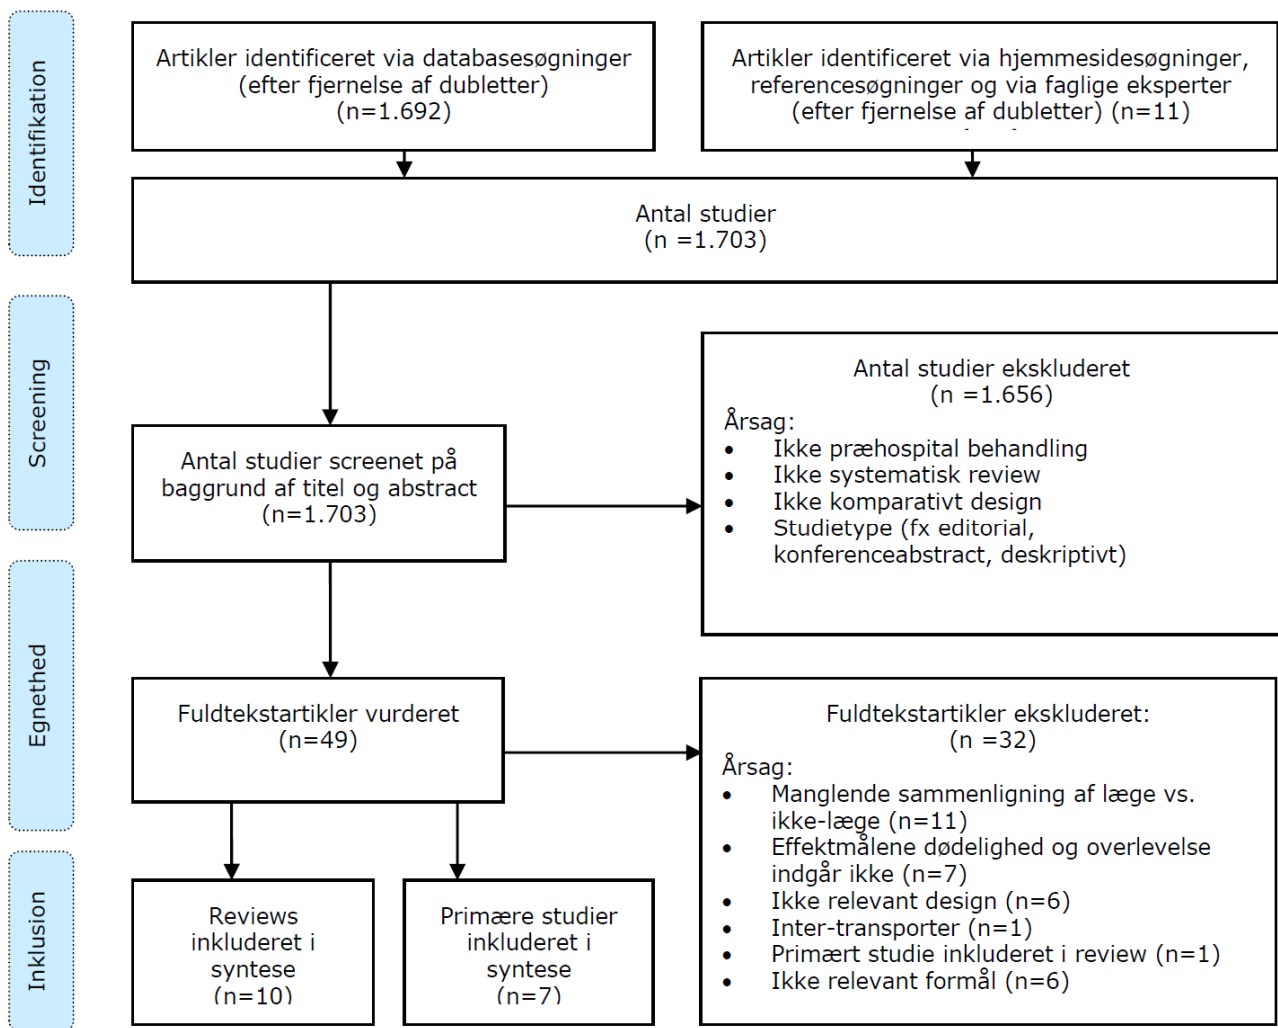 Identifikation
Artikler identificeret via databasesøgninger
(efter fjernelse af dubletter)
(n=1.692)
Artikler identificeret via hjemmesidesøgninger,
referencesøgninger og via faglige eksperter
(efter fjernelse af dubletter) (n=11)
Antal studier
(n =1.703)
Screening
Antal studier screenet på
baggrund af titel og abstract
(n=1.703)
Antal studier ekskluderet
(n =1.656)
Årsag:
• Ikke præhospital behandling
• Ikke systematisk review
• Ikke komparativt design
• Studietype (fx editorial,
konferenceabstract, deskriptivt)
Egnethed
Fuldtekstartikler vurderet
(n=49)
Fuldtekstartikler ekskluderet:
(n =32)
Årsag:
• Manglende sammenligning af læge vs.
ikke-læge (n=11)
• Effektmålene dødelighed og overlevelse
indgår ikke (n=7)
• Ikke relevant design (n=6)
• Inter-transporter (n=1)
• Primært studie inkluderet i review (n=1)
• Ikke relevant formål (n=6)
Inklusion
Reviews
inkluderet i
syntese
(n=10)
Primære studier
inkluderet i
syntese
(n=7)